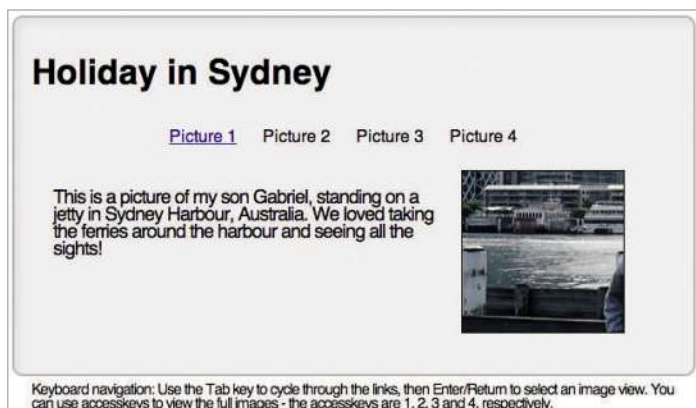 Holiday in Sydney
Picture 1 Picture 2 Picture 3 Picture 4
This is a picture of my son Gabriel, standing on a
jetty in Sydney Harbour, Australia. We loved taking
the ferries around the harbour and seeing all the
sights!
Keyboard navigation: Use the Tab key to cycle through the links, then Enter/Return to select an image view. You
can use accesskeys to view the full images - the accesskeys are 1, 2, 3 and 4, respectively.